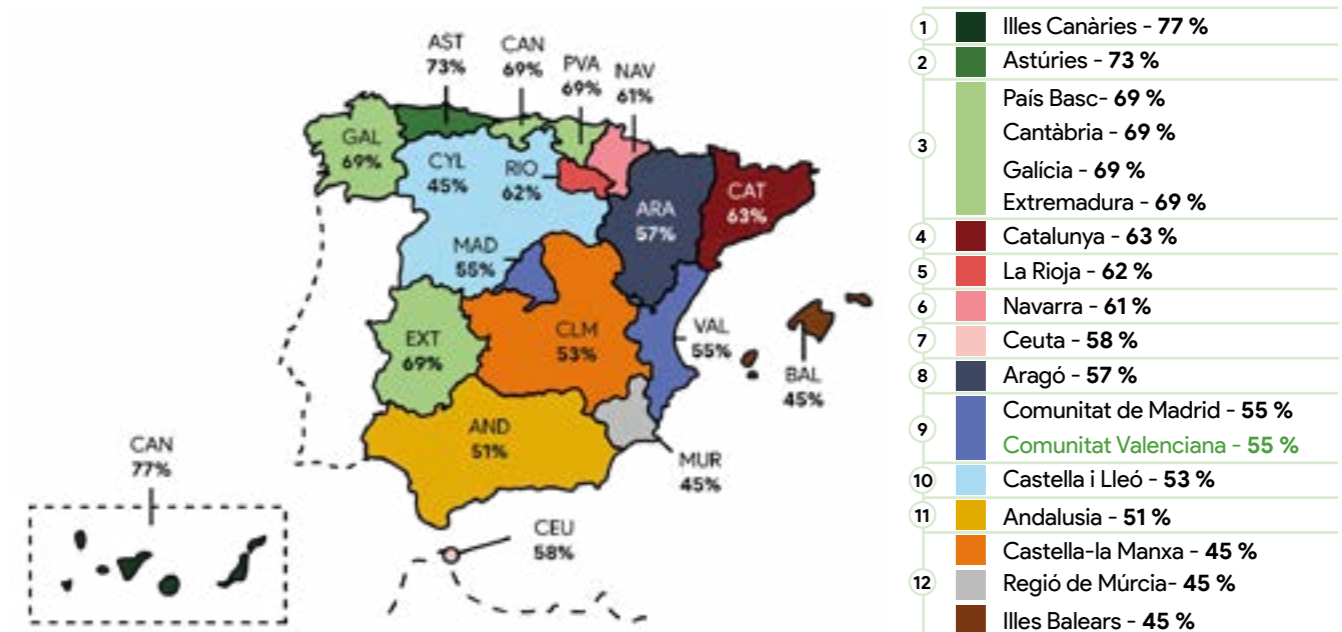 AST
73%
CAN
69%
PVA
69%
NAV
61%
GAL
69%
CYL
45%
RIO
62%
ARA
57%
CAT
63%
MAD
55%
EXT
69%
CLM
53%
VAL
55%
BAL
45%
AND
51%
MUR
45%
CAN
77%
CEU
58%
1 Illes Canàries - 77 %
2 Astúries - 73 %
3
País Basc- 69 %
Cantàbria - 69 %
Galícia - 69 %
Extremadura - 69 %
4 Catalunya - 63 %
5 La Rioja - 62 %
6 Navarra - 61 %
7 Ceuta - 58 %
8 Aragó - 57 %
9
Comunitat de Madrid - 55 %
Comunitat Valenciana - 55 %
10 Castella i Lleó - 53 %
11 Andalusia - 51 %
12
Castella-la Manxa - 45 %
Regió de Múrcia- 45 %
Illes Balears - 45 %